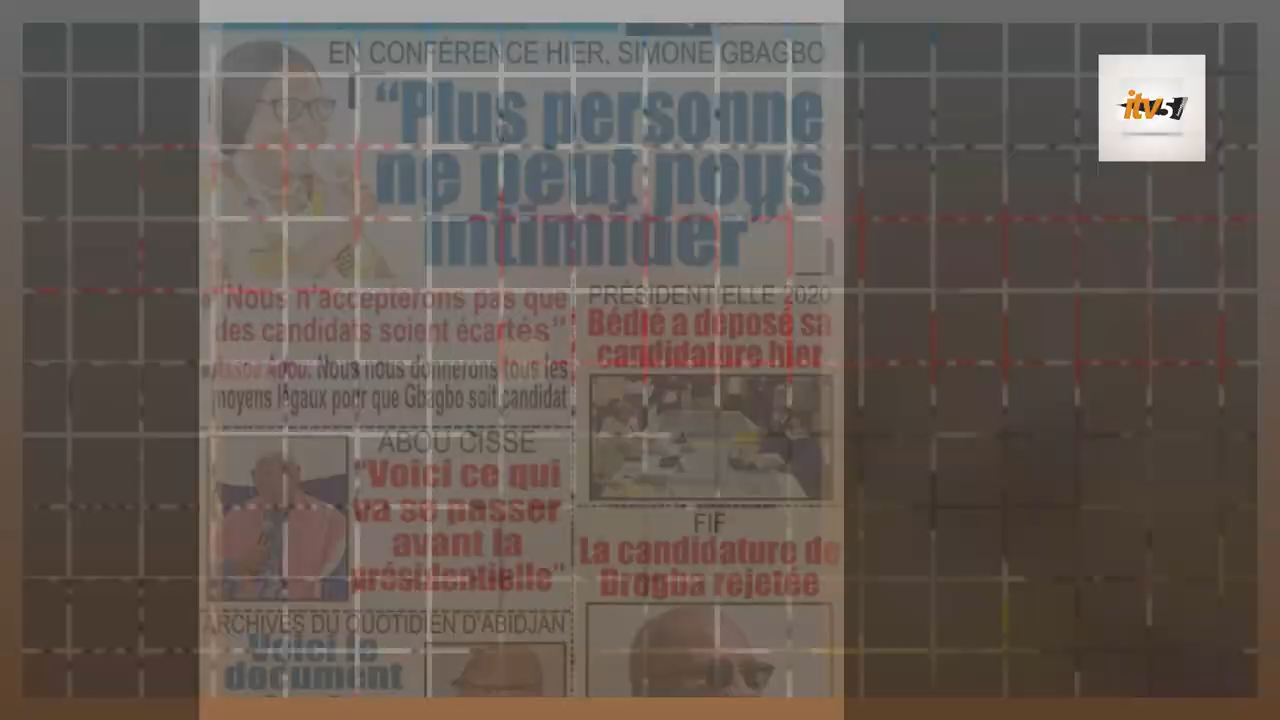 EN CONFÉRENCE HIER, SIMONE GBAGBO
“Plus personne
ne peut nous
intimider”
“Nous n'accepterons pas que
des candidats soient écartés”
Assoa Adou: Nous nous donnerons tous les
moyens légaux pour que Gbagbo soit candidat
PRÉSIDENTIELLE 2020
Bédié a déposé sa
candidature hier
ABOU CISSE
“Voici ce qui
va se passer
avant la
présidentielle”
FIF
La candidature de
Drogba rejetée
ARCHIVES DU QUOTIDIEN D'ABIDJAN
Voici le
document
itv51